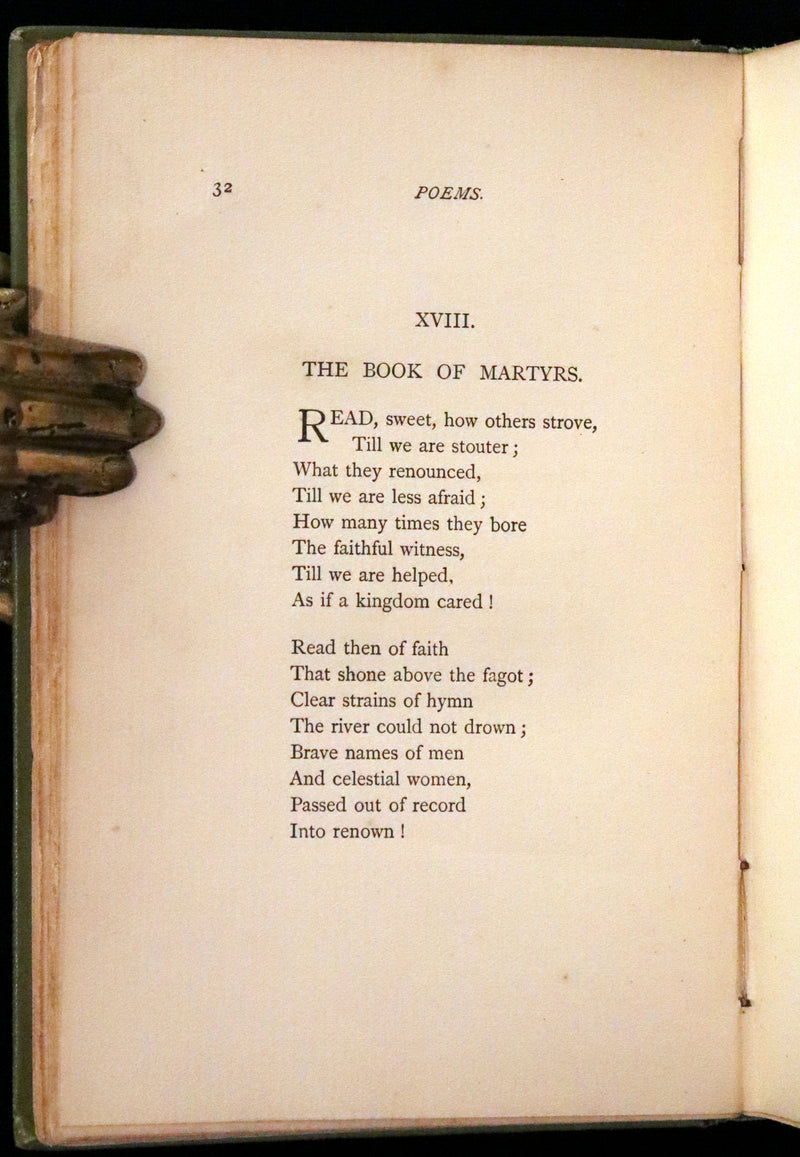 32
POEMS.
XVIII.
THE BOOK OF MARTYRS.
READ, sweet, how others strove,
Till we are stouter;
What they renounced,
Till we are less afraid;
How many times they bore
The faithful witness,
Till we are helped,
As if a kingdom cared!
Read then of faith
That shone above the fagot;
Clear strains of hymn
The river could not drown;
Brave names of men
And celestial women,
Passed out of record
Into renown!